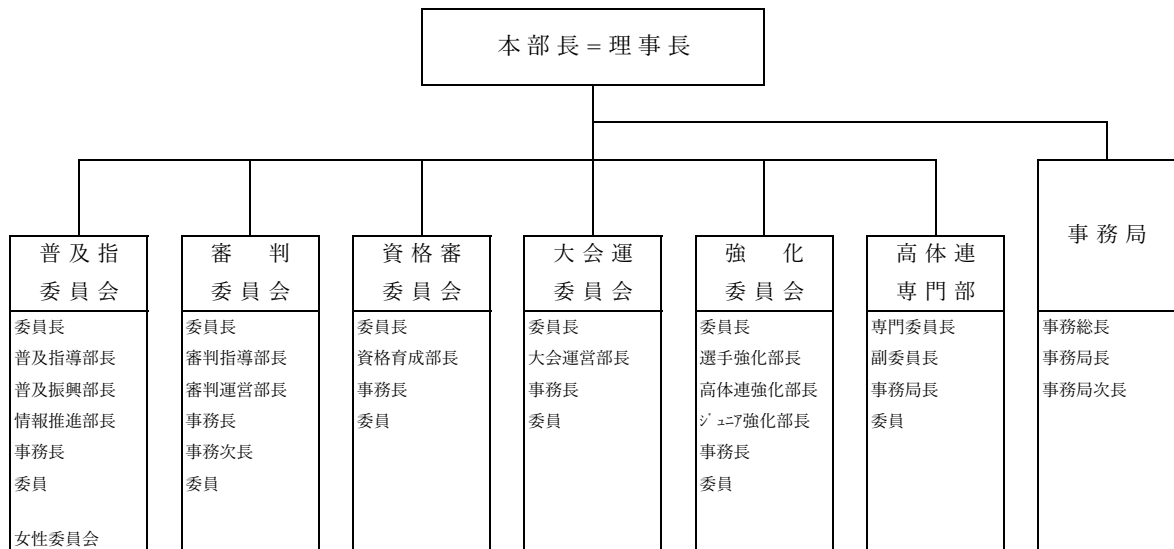 本部長＝理事長
普及指
委員会
委員長
普及指導部長
普及振興部長
情報推進部長
事務長
委員
女性委員会
審　判
委員会
委員長
審判指導部長
審判運営部長
事務長
事務次長
委員
資格審
委員会
委員長
資格育成部長
事務長
委員
大会運
委員会
委員長
大会運営部長
事務長
委員
強　化
委員会
委員長
選手強化部長
高体連強化部長
ｼﾞｭﾆｱ強化部長
事務長
委員
高体連
専門部
専門委員長
副委員長
事務局長
委員
事務局
事務総長
事務局長
事務局次長